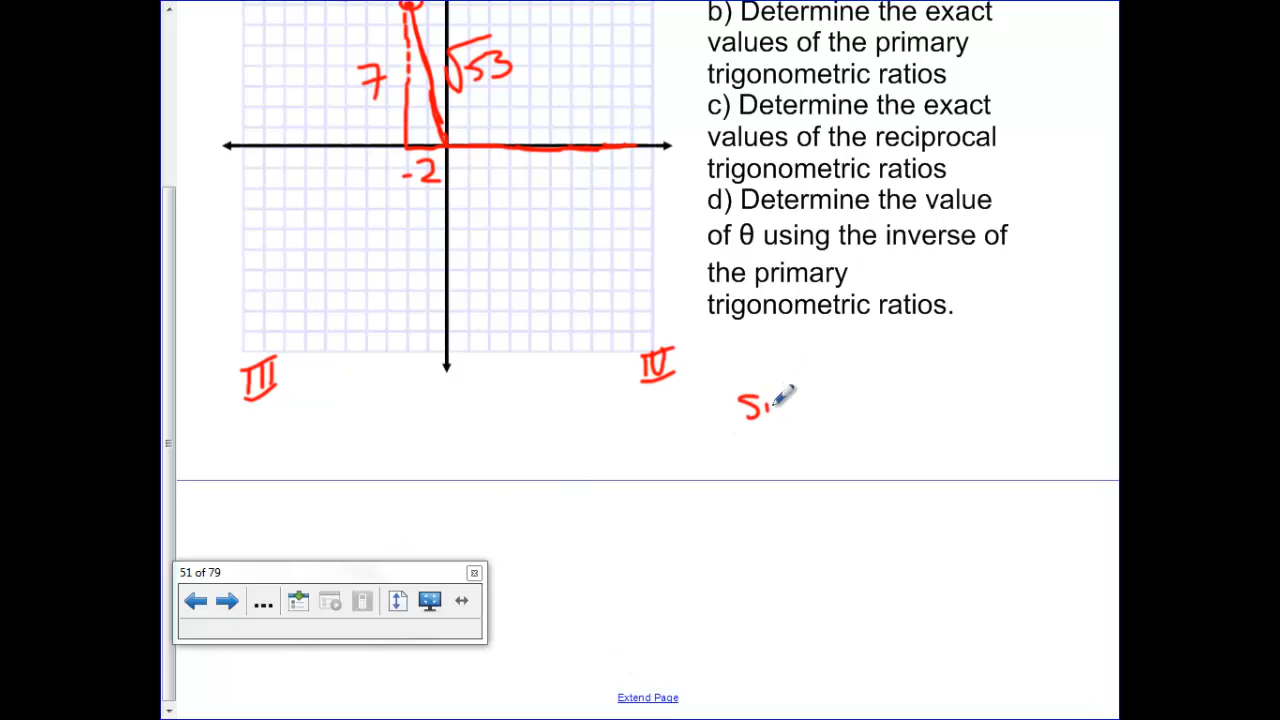 b) Determine the exact
values of the primary
trigonometric ratios
c) Determine the exact
values of the reciprocal
trigonometric ratios
d) Determine the value
of θ using the inverse of
the primary
trigonometric ratios.
7
√53
-2
III
IV
Si
51 of 79
...
Extend Page